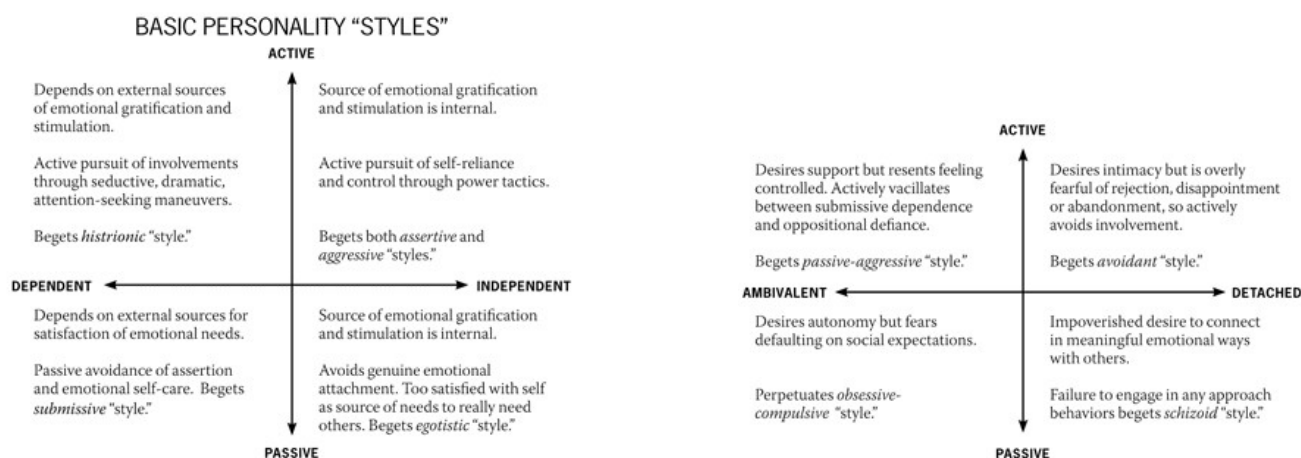 BASIC PERSONALITY “STYLES”
ACTIVE
Depends on external sources
of emotional gratification and
stimulation.
Active pursuit of involvements
through seductive, dramatic,
attention-seeking maneuvers.
Begets histrionic “style.”
Source of emotional gratification
and stimulation is internal.
Active pursuit of self-reliance
and control through power tactics.
Begets both assertive and
aggressive “styles.”
DEPENDENT
INDEPENDENT
Depends on external sources for
satisfaction of emotional needs.
Passive avoidance of assertion
and emotional self-care. Begets
submissive “style.”
Source of emotional gratification
and stimulation is internal.
Avoids genuine emotional
attachment. Too satisfied with self
as source of needs to really need
others. Begets egotistic “style.”
PASSIVE
ACTIVE
Desires support but resents feeling
controlled. Actively vacillates
between submissive dependence
and oppositional defiance.
Begets passive-aggressive “style.”
Desires intimacy but is overly
fearful of rejection, disappointment
or abandonment, so actively
avoids involvement.
Begets avoidant “style.”
AMBIVALENT
DETACHED
Desires autonomy but fears
defaulting on social expectations.
Perpetuates obsessive-
compulsive “style.”
Impoverished desire to connect
in meaningful emotional ways
with others.
Failure to engage in any approach
behaviors begets schizoid “style.”
PASSIVE